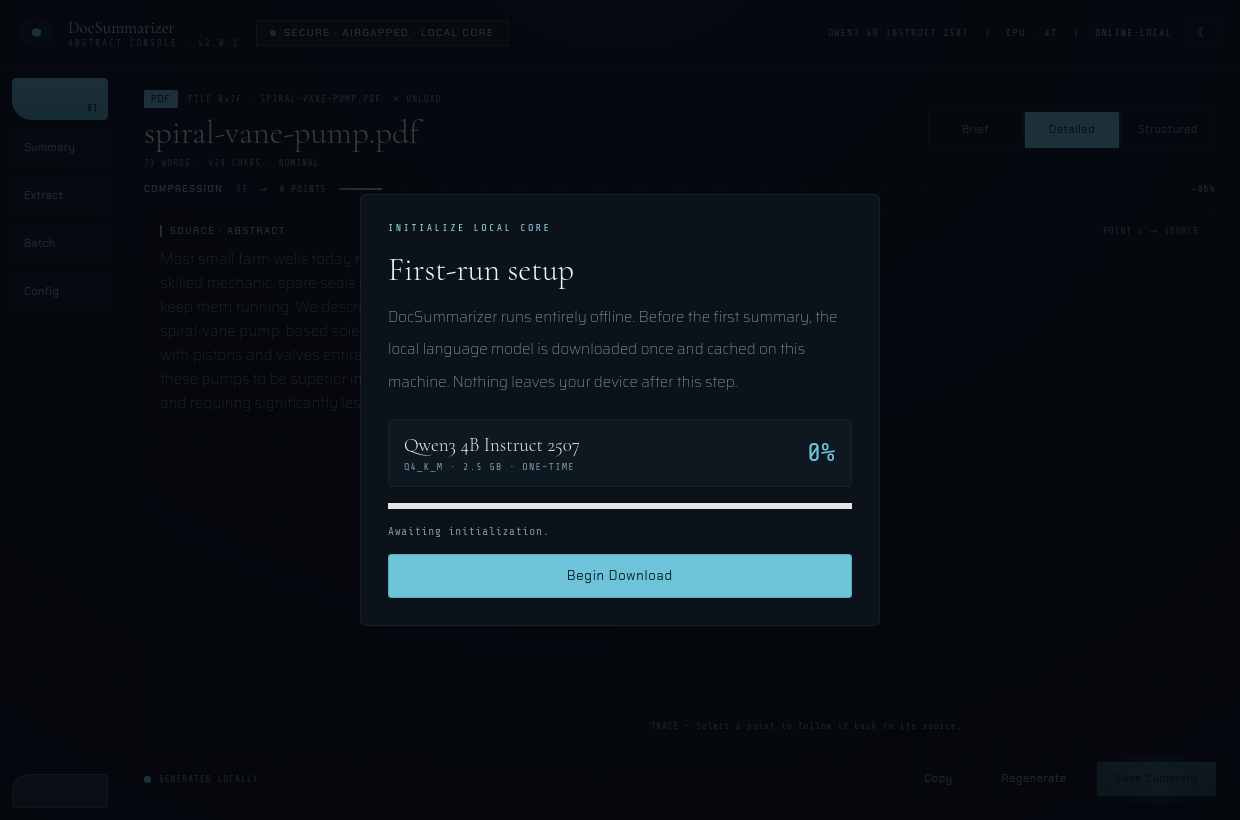 DocSummarizer
ABSTRACT CONSOLE · v2.0.1
SECURE · AIRGAPPED · LOCAL CORE
QWEN3 4B INSTRUCT 2507 | CPU · 4T | ONLINE-LOCAL
01
Summary
Extract
Batch
Config
PDF FILE 0x7F · SPIRAL-VANE-PUMP.PDF × UNLOAD
spiral-vane-pump.pdf
73 WORDS · 429 CHARS · NOMINAL
Brief
Detailed
Structured
COMPRESSION 73 → 0 POINTS
-96%
SOURCE · ABSTRACT
POINT n → SOURCE
Most small farm wells today
skilled mechanic, spare seals
keep them running. We descri
spiral-vane pump, based sole
with pistons and valves entire
these pumps to be superior in
and requiring significantly les
INITIALIZE LOCAL CORE
First-run setup
DocSummarizer runs entirely offline. Before the first summary, the
local language model is downloaded once and cached on this
machine. Nothing leaves your device after this step.
Qwen3 4B Instruct 2507
Q4_K_M · 2.5 GB · ONE-TIME
0%
Awaiting initialization.
Begin Download
TRACE — Select a point to follow it back to its source.
GENERATED LOCALLY
Copy
Regenerate
Save Summary